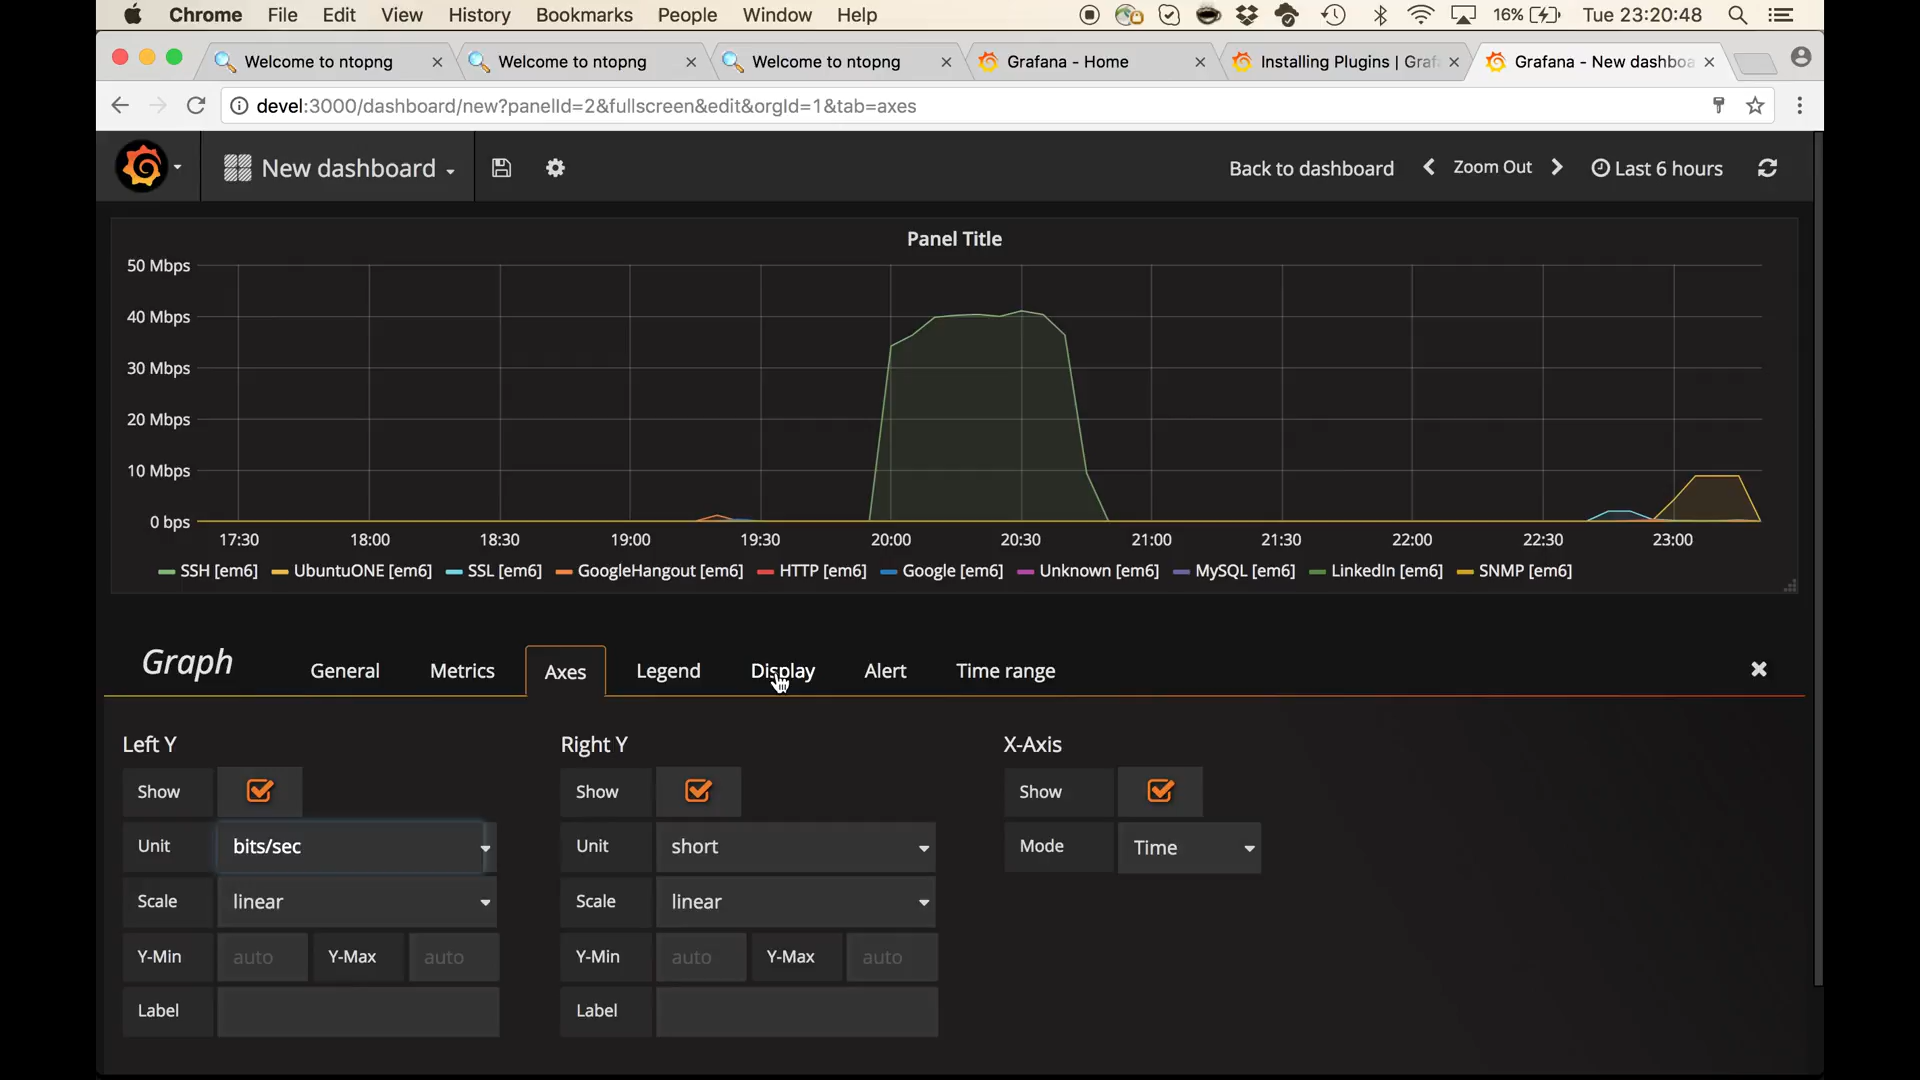 Chrome File Edit View History Bookmarks People Window Help 16% Tue 23:20:48
Welcome to ntopng Welcome to ntopng Welcome to ntopng Grafana - Home Installing Plugins | Graf Grafana - New dashboa
devel:3000/dashboard/new?panelId=2&fullscreen&edit&orgId=1&tab=axes
New dashboard Back to dashboard Zoom Out Last 6 hours
Panel Title
50 Mbps
40 Mbps
30 Mbps
20 Mbps
10 Mbps
0 bps
17:30 18:00 18:30 19:00 19:30 20:00 20:30 21:00 21:30 22:00 22:30 23:00
SSH [em6] UbuntuONE [em6] SSL [em6] GoogleHangout [em6] HTTP [em6] Google [em6] Unknown [em6] MySQL [em6] LinkedIn [em6] SNMP [em6]
Graph General Metrics Axes Legend Display Alert Time range
Left Y Right Y X-Axis
Show Show Show
Unit bits/sec Unit short Mode Time
Scale linear Scale linear
Y-Min auto Y-Max auto Y-Min auto Y-Max auto
Label Label